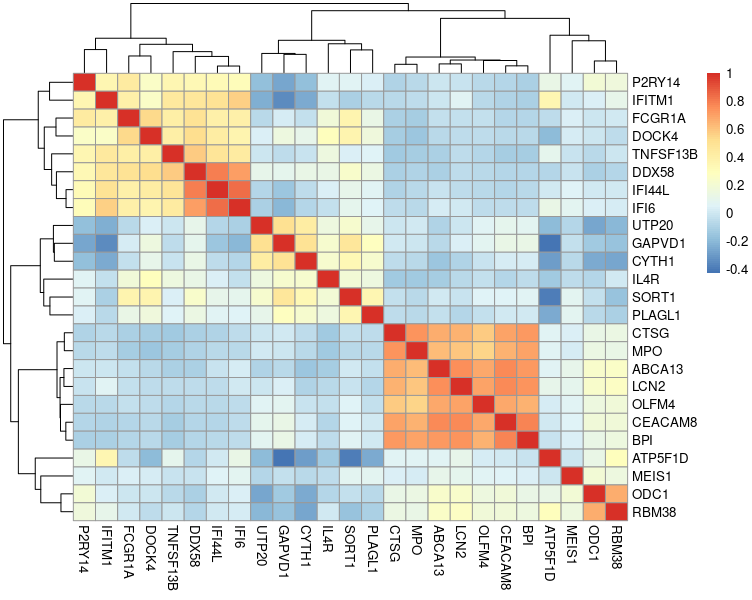 P2RY14
IFITM1
FCGR1A
DOCK4
TNFSF13B
DDX58
IFI44L
IFI6
UTP20
GAPVD1
CYTH1
IL4R
SORT1
PLAGL1
CTSG
MPO
ABCA13
LCN2
OLFM4
CEACAM8
BPI
ATP5F1D
MEIS1
ODC1
RBM38
1
0.8
0.6
0.4
0.2
0
-0.2
-0.4
P2RY14
IFITM1
FCGR1A
DOCK4
TNFSF13B
DDX58
IFI44L
IFI6
UTP20
GAPVD1
CYTH1
IL4R
SORT1
PLAGL1
CTSG
MPO
ABCA13
LCN2
OLFM4
CEACAM8
BPI
ATP5F1D
MEIS1
ODC1
RBM38